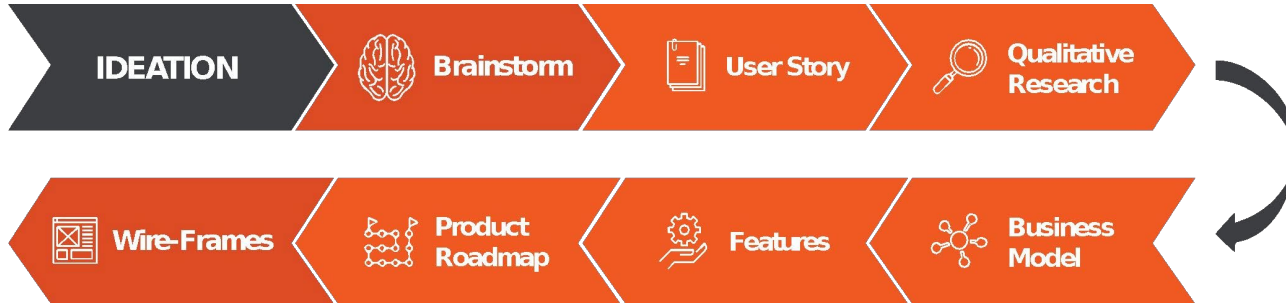 IDEATION
Brainstorm
User Story
Qualitative
Research
Business
Model
Features
Product
Roadmap
Wire-Frames